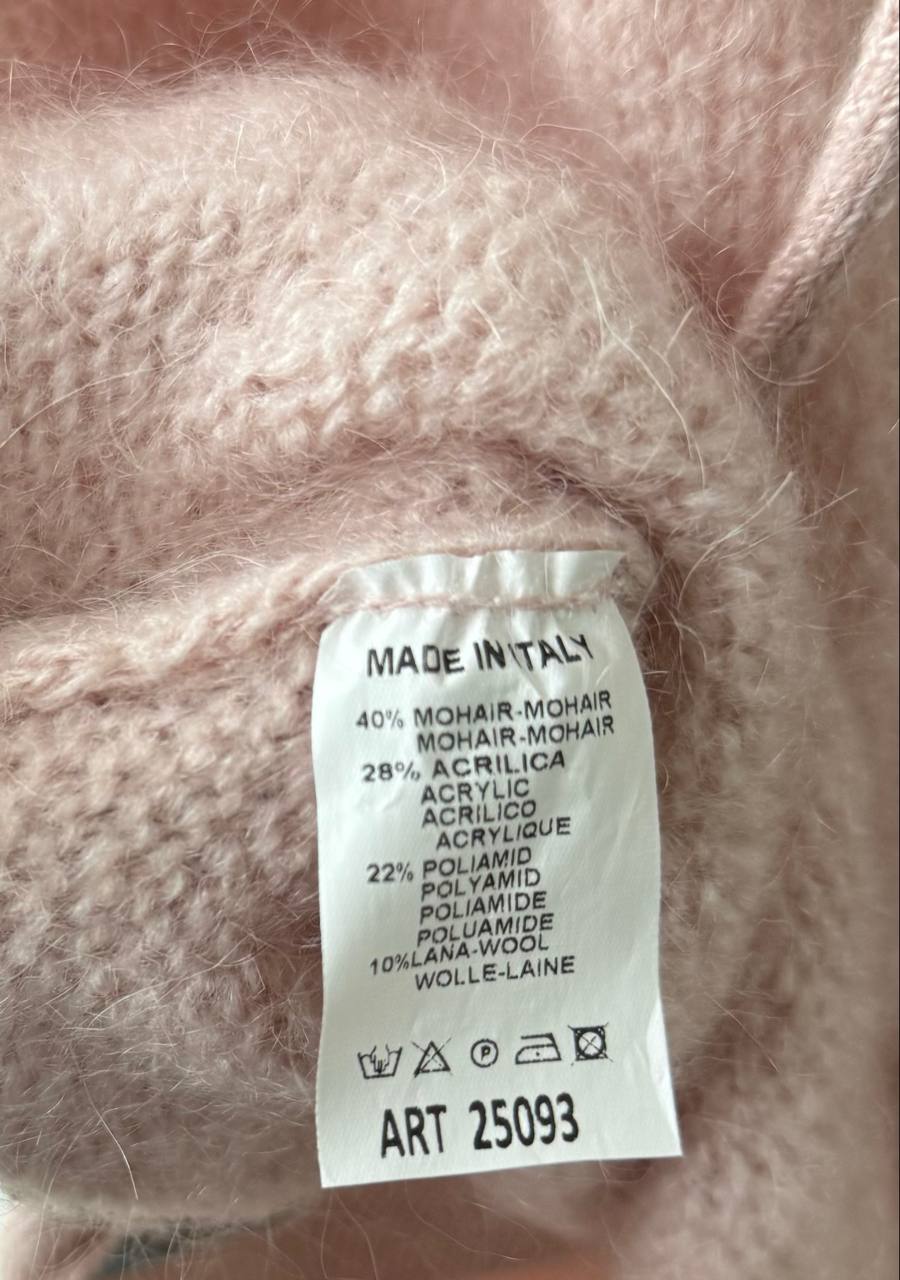 MADE IN ITALY
40% MOHAIR-MOHAIR
MOHAIR-MOHAIR
28% ACRILICA
ACRYLIC
ACRILICO
ACRYLIQUE
22% POLIAMID
POLYAMID
POLIAMIDE
POLUAMIDE
10%LANA-WOOL
WOLLE-LAINE
P
ART 25093